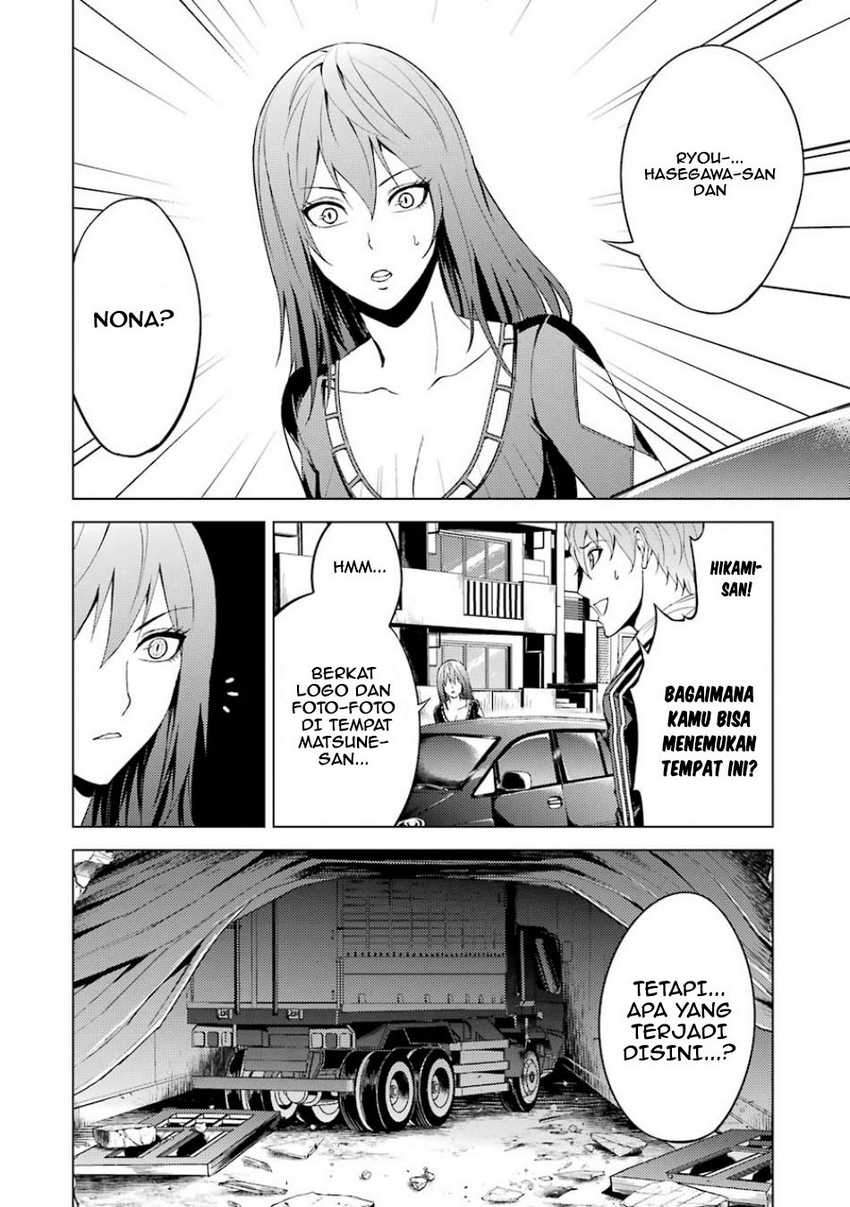 RYOU-...
HASEGAWA-SAN
DAN
NONA?
HIKAMI-
SAN!
BAGAIMANA
KAMU BISA
MENEMUKAN
TEMPAT INI?
HMM...
BERKAT
LOGO DAN
FOTO-FOTO
DI TEMPAT
MATSUNE-
SAN...
TETAPI...
APA YANG
TERJADI
DISINI...?